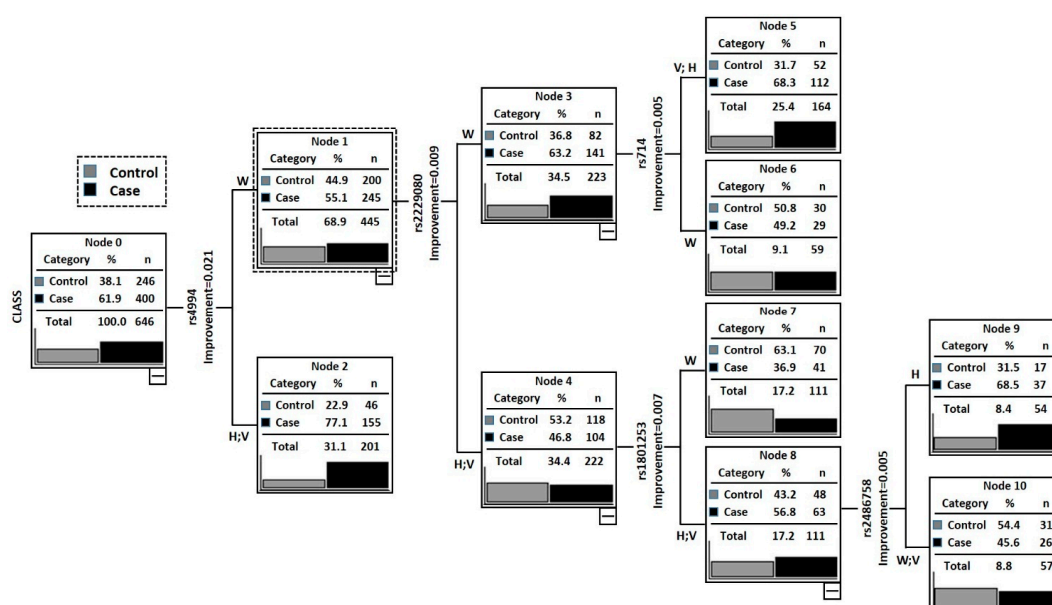 Control
Case
CLASS
Node 0
Category % n
Control 38.1 246
Case 61.9 400
Total 100.0 646
rs4994
Improvement=0.021
W
Node 1
Category % n
Control 44.9 200
Case 55.1 245
Total 68.9 445
H;V
Node 2
Category % n
Control 22.9 46
Case 77.1 155
Total 31.1 201
rs2229080
Improvement=0.009
W
Node 3
Category % n
Control 36.8 82
Case 63.2 141
Total 34.5 223
H;V
Node 4
Category % n
Control 53.2 118
Case 46.8 104
Total 34.4 222
rs714
Improvement=0.005
V; H
Node 5
Category % n
Control 31.7 52
Case 68.3 112
Total 25.4 164
W
Node 6
Category % n
Control 50.8 30
Case 49.2 29
Total 9.1 59
rs1801253
Improvement=0.007
W
Node 7
Category % n
Control 63.1 70
Case 36.9 41
Total 17.2 111
H;V
Node 8
Category % n
Control 43.2 48
Case 56.8 63
Total 17.2 111
rs2486758
Improvement=0.005
H
Node 9
Category % n
Control 31.5 17
Case 68.5 37
Total 8.4 54
W;V
Node 10
Category % n
Control 54.4 31
Case 45.6 26
Total 8.8 57